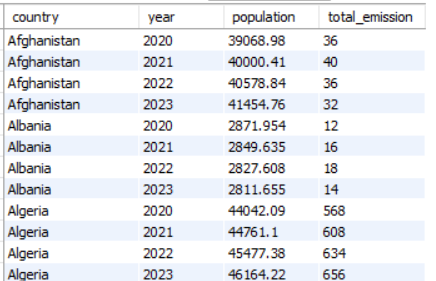 country year population total_emission
Afghanistan 2020 39068.98 36
Afghanistan 2021 40000.41 40
Afghanistan 2022 40578.84 36
Afghanistan 2023 41454.76 32
Albania 2020 2871.954 12
Albania 2021 2849.635 16
Albania 2022 2827.608 18
Albania 2023 2811.655 14
Algeria 2020 44042.09 568
Algeria 2021 44761.1 608
Algeria 2022 45477.38 634
Algeria 2023 46164.22 656